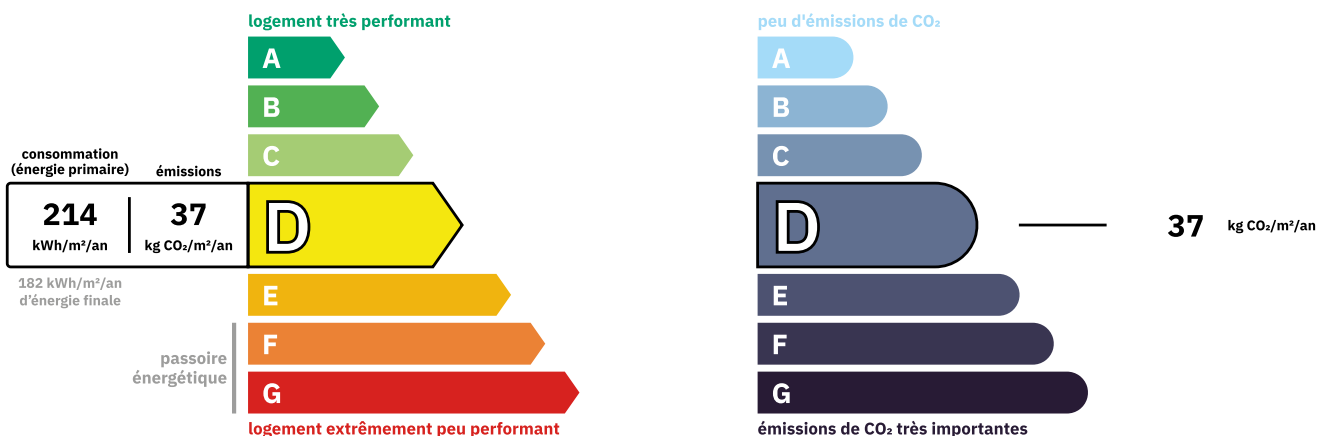 logement très performant
A
B
C
consommation
(énergie primaire)
émissions
214
kWh/m²/an
37
kg CO₂/m²/an
D
182 kWh/m²/an
d'énergie finale
E
passoire
énergétique
F
G
logement extrêmement peu performant
peu d'émissions de CO₂
A
B
C
D
37 kg CO₂/m²/an
E
F
G
émissions de CO₂ très importantes